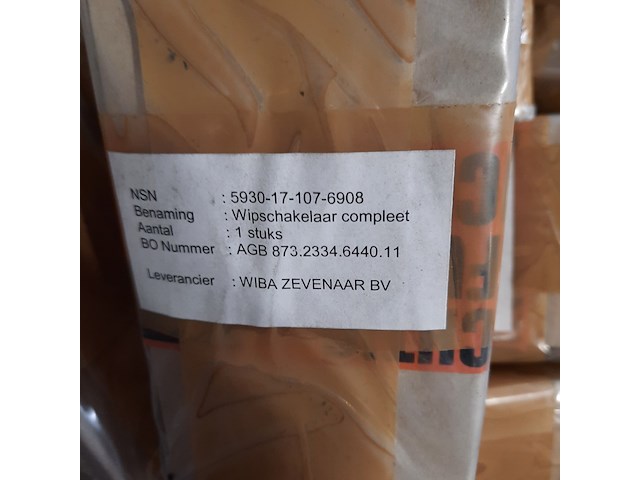 NSN : 5930-17-107-6908
Benaming : Wipschakelaar compleet
Aantal : 1 stuks
BO Nummer : AGB 873.2334.6440.11
Leverancier : WIBA ZEVENAAR BV